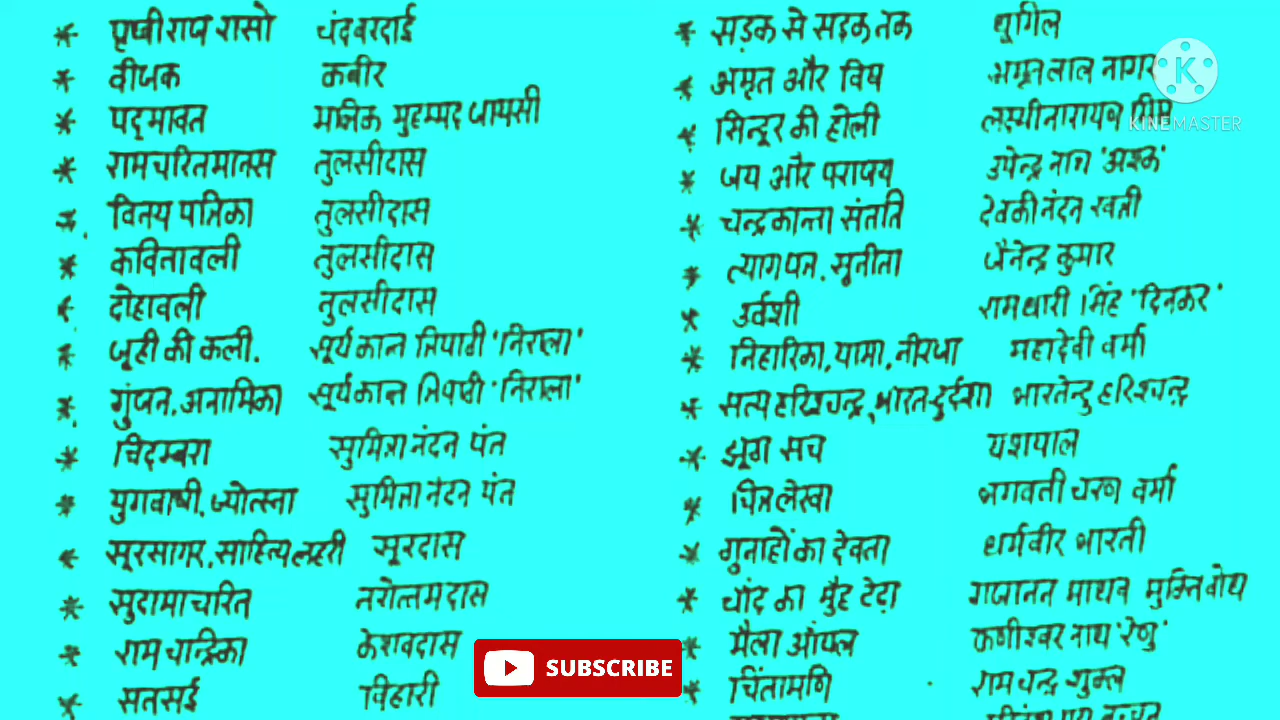 * पृथ्वीराज रासो चंदबरदाई
* बीजक कबीर
* पद्मावत मलिक मुहम्मद जायसी
* रामचरितमानस तुलसीदास
* विनय पत्रिका तुलसीदास
* कवितावली तुलसीदास
* दोहावली तुलसीदास
* जूही की कली. सूर्यकान्त त्रिपाठी 'निराला'
* गुंजन, अनामिका सूर्यकान्त त्रिपाठी 'निराला'
* चिदम्बरा सुमित्रा नंदन पंत
* युगवाणी, ज्योत्स्ना सुमित्रा नंदन पंत
* सूरसागर, साहित्य लहरी सूरदास
* सुदामा चरित नरोत्तमदास
* रामचन्द्रिका केशवदास
* सतसई बिहारी
* सड़क से सड़क तक
* अमृत और विष अमृतलाल नागर
* सिन्दूर की होली लक्ष्मीनारायण मिश्र
* जय और पराजय उपेन्द्र नाथ 'अश्क'
* चन्द्रकान्ता संतति देवकीनंदन खत्री
* त्यागपत्र, सुनीता जैनेन्द्र कुमार
* उर्वशी रामधारी सिंह 'दिनकर'
* निहारिका, यामा, नीरजा महादेवी वर्मा
* सत्य हरिश्चन्द्र, भारत-दुर्दशा भारतेन्दु हरिश्चन्द्र
* झूठा सच यशपाल
* चित्रलेखा भगवती चरण वर्मा
* गुनाहों का देवता धर्मवीर भारती
* चांद का मुँह टेढ़ा गजानन माधव मुक्तिबोध
* मैला आंचल फणीश्वर नाथ 'रेणु'
* चिंतामणि रामचन्द्र शुक्ल
KINEMASTER
SUBSCRIBE